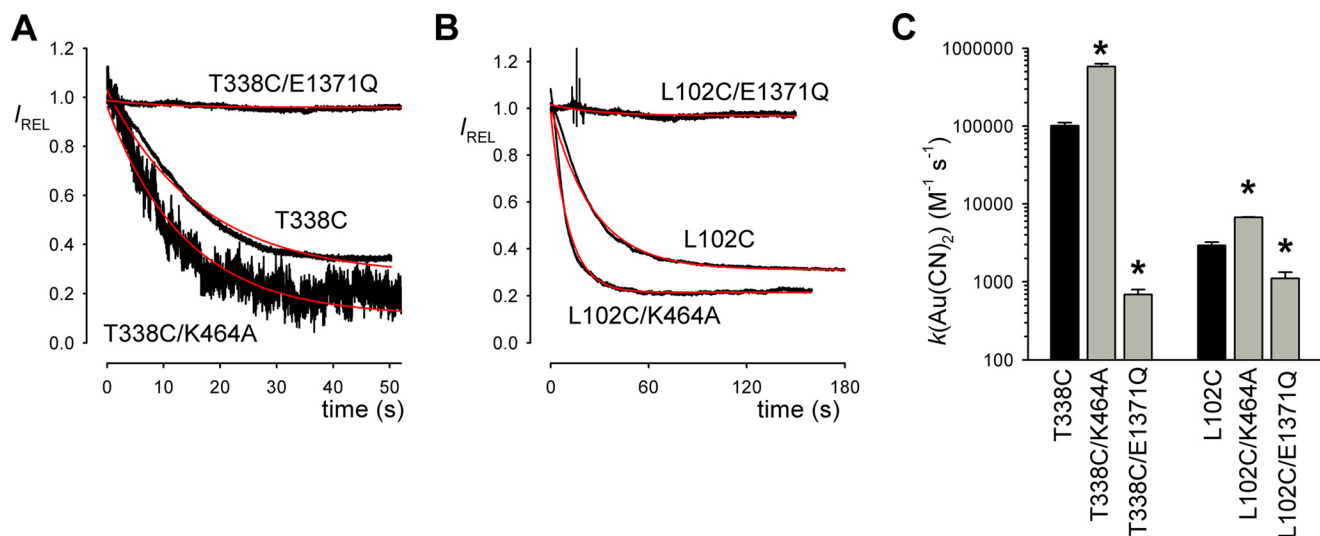 A
1.2
1.0
I_REL
0.8
0.6
0.4
0.2
0.0
T338C/E1371Q
T338C
T338C/K464A
0 10 20 30 40 50
time (s)
B
1.2
1.0
I_REL
0.8
0.6
0.4
0.2
0.0
L102C/E1371Q
L102C
L102C/K464A
0 60 120 180
time (s)
C
k(Au(CN)₂) (M⁻¹ s⁻¹)
1000000
100000
10000
1000
100
*
*
*
*
*
T338C
T338C/K464A
T338C/E1371Q
L102C
L102C/K464A
L102C/E1371Q